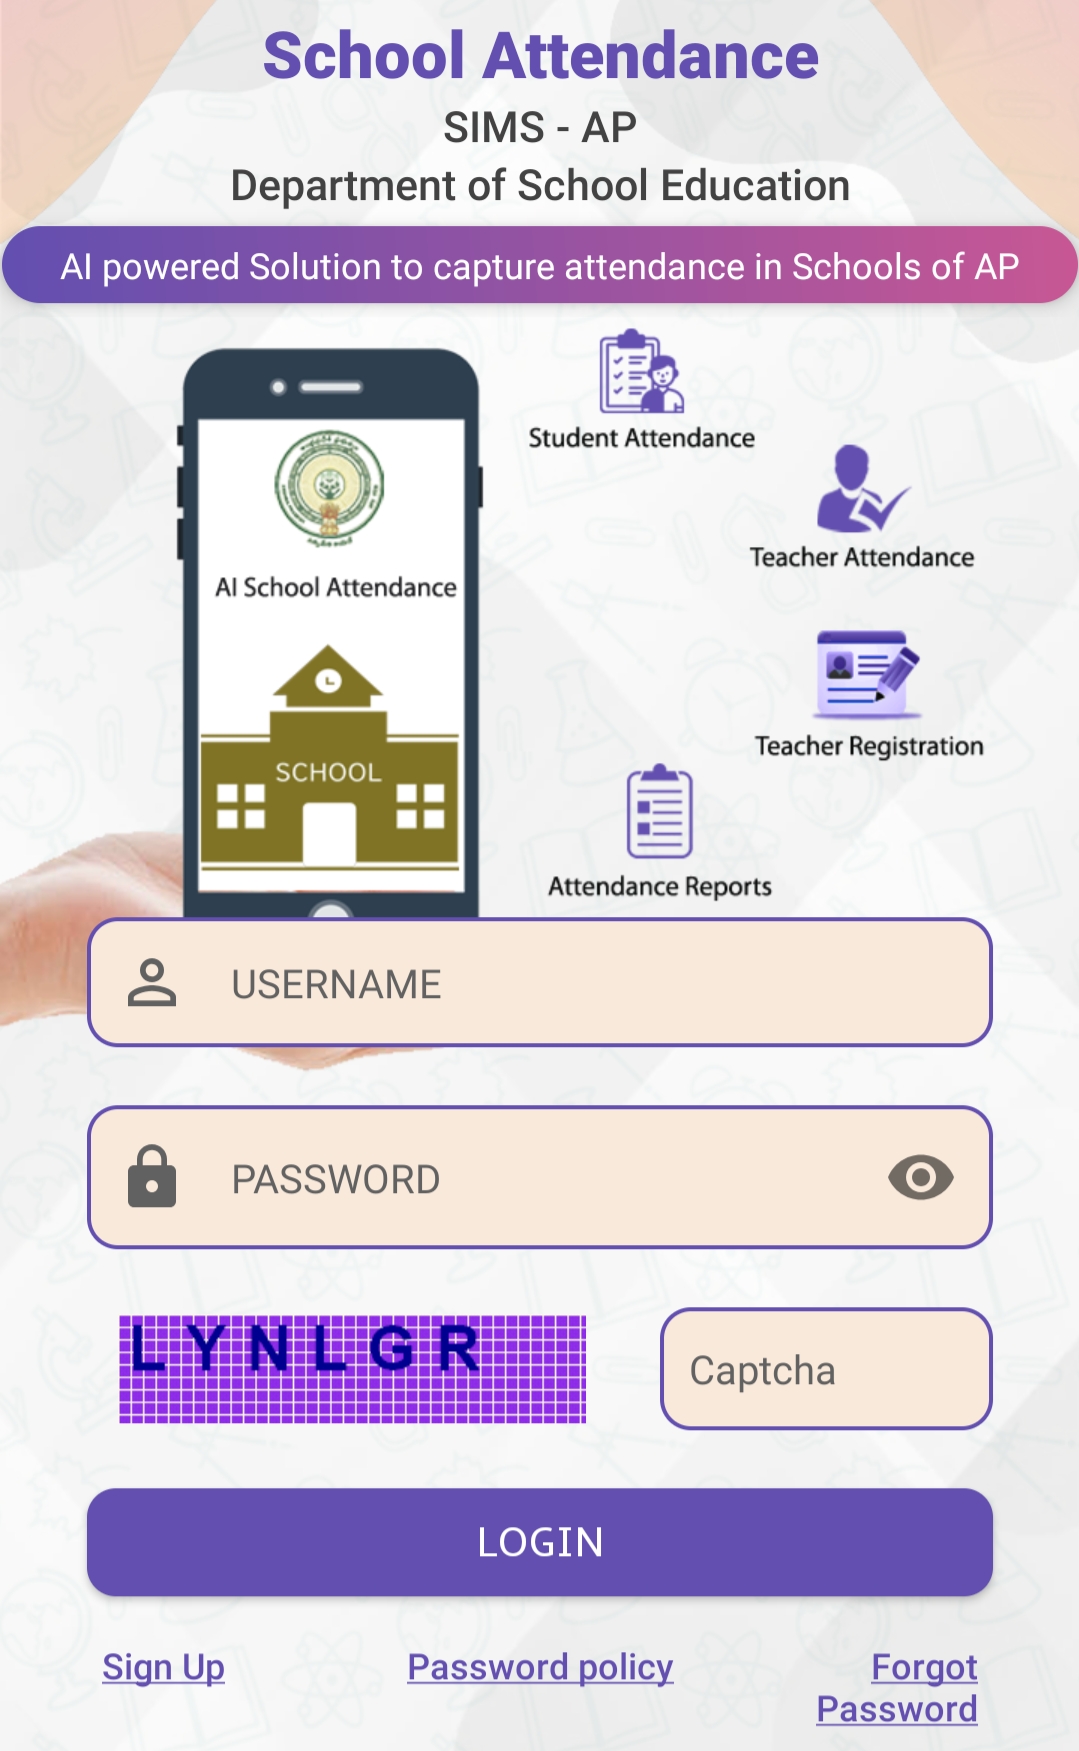 School Attendance
SIMS - AP
Department of School Education
AI powered Solution to capture attendance in Schools of AP
Student Attendance
Teacher Attendance
AI School Attendance
Teacher Registration
SCHOOL
Attendance Reports
USERNAME
PASSWORD
LYNLGR
Captcha
LOGIN
Sign Up
Password policy
Forgot
Password